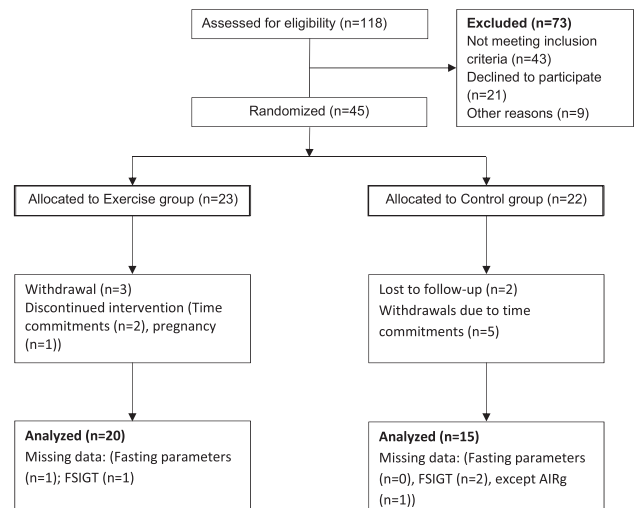 Assessed for eligibility (n=118)
Excluded (n=73)
Not meeting inclusion
criteria (n=43)
Declined to participate
(n=21)
Other reasons (n=9)
Randomized (n=45)
Allocated to Exercise group (n=23)
Allocated to Control group (n=22)
Withdrawal (n=3)
Discontinued intervention (Time
commitments (n=2), pregnancy
(n=1))
Lost to follow-up (n=2)
Withdrawals due to time
commitments (n=5)
Analyzed (n=20)
Missing data: (Fasting parameters
(n=1); FSIGT (n=1)
Analyzed (n=15)
Missing data: (Fasting parameters
(n=0), FSIGT (n=2), except AIRg
(n=1))